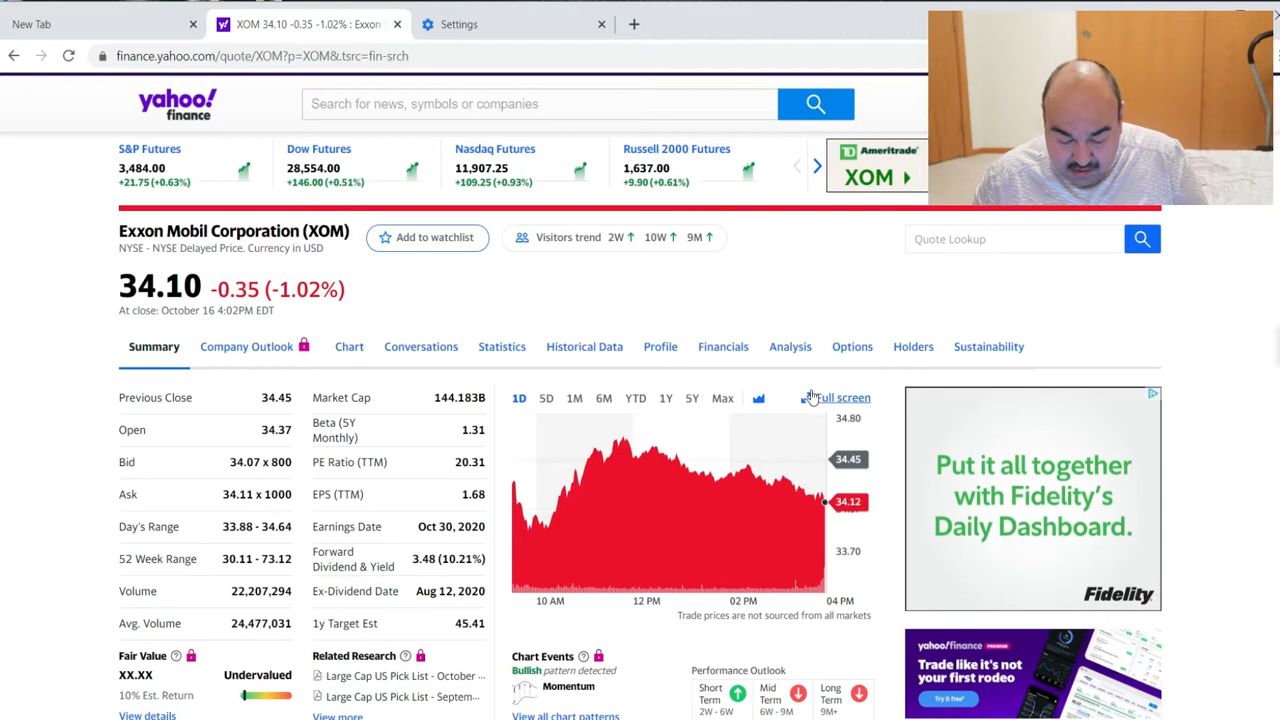 New Tab
XOM 34.10 -0.35 -1.02% : Exxon
Settings
finance.yahoo.com/quote/XOM?p=XOM&.tsrc=fin-srch
yahoo!
finance
Search for news, symbols or companies
S&P Futures
3,484.00
+21.75 (+0.63%)
Dow Futures
28,554.00
+146.00 (+0.51%)
Nasdaq Futures
11,907.25
+109.25 (+0.93%)
Russell 2000 Futures
1,637.00
+9.90 (+0.61%)
TD Ameritrade
XOM
Exxon Mobil Corporation (XOM)
NYSE - NYSE Delayed Price. Currency in USD
Add to watchlist
Visitors trend 2W 10W 9M
Quote Lookup
34.10 -0.35 (-1.02%)
At close: October 16 4:02PM EDT
Summary Company Outlook Chart Conversations Statistics Historical Data Profile Financials Analysis Options Holders Sustainability
Previous Close 34.45
Open 34.37
Bid 34.07 x 800
Ask 34.11 x 1000
Day's Range 33.88 - 34.64
52 Week Range 30.11 - 73.12
Volume 22,207,294
Avg. Volume 24,477,031
Market Cap 144.183B
Beta (5Y
Monthly) 1.31
PE Ratio (TTM) 20.31
EPS (TTM) 1.68
Earnings Date Oct 30, 2020
Forward
Dividend & Yield 3.48 (10.21%)
Ex-Dividend Date Aug 12, 2020
1y Target Est 45.41
1D 5D 1M 6M YTD 1Y 5Y Max
Full screen
34.80
34.45
34.12
33.70
10 AM 12 PM 02 PM 04 PM
Trade prices are not sourced from all markets
Put it all together
with Fidelity's
Daily Dashboard.
Fidelity
Fair Value
XX.XX Undervalued
10% Est. Return
View details
Related Research
Large Cap US Pick List - October ...
Large Cap US Pick List - Septem...
View more
Chart Events
Bullish pattern detected
Momentum
View all chart patterns
Performance Outlook
Short
Term
2W - 6W
Mid
Term
6W - 9M
Long
Term
9M+
yahoo!finance PREMIUM
Trade like it's not
your first rodeo
Try it free*